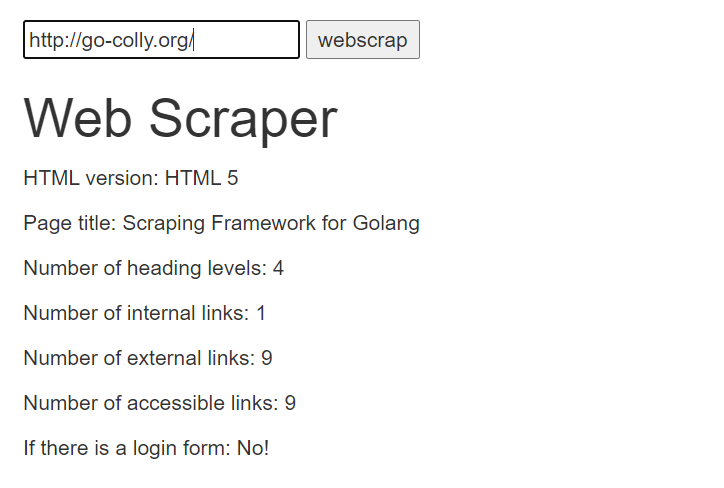 http://go-colly.org/ webscrap
Web Scraper
HTML version: HTML 5
Page title: Scraping Framework for Golang
Number of heading levels: 4
Number of internal links: 1
Number of external links: 9
Number of accessible links: 9
If there is a login form: No!